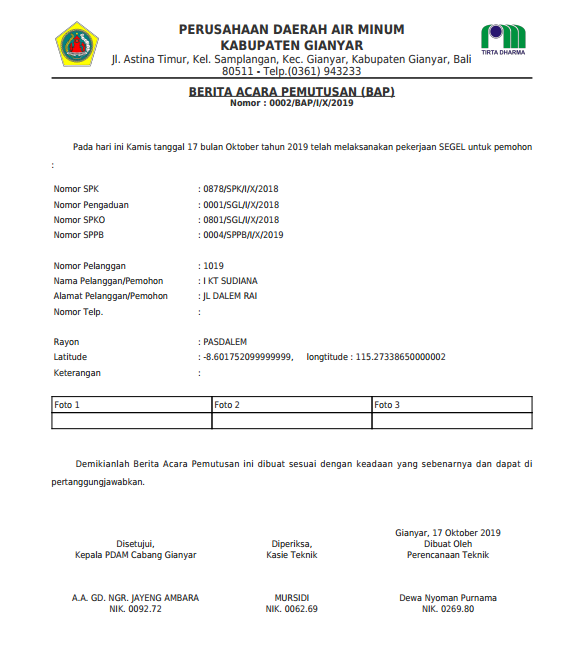 PERUSAHAAN DAERAH AIR MINUM
KABUPATEN GIANYAR
Jl. Astina Timur, Kel. Samplangan, Kec. Gianyar, Kabupaten Gianyar, Bali
80511 - Telp.(0361) 943233
TIRTA DHARMA
BERITA ACARA PEMUTUSAN (BAP)
Nomor : 0002/BAP/I/X/2019
Pada hari ini Kamis tanggal 17 bulan Oktober tahun 2019 telah melaksanakan pekerjaan SEGEL untuk pemohon
:
Nomor SPK : 0878/SPK/I/X/2018
Nomor Pengaduan : 0001/SGL/I/X/2018
Nomor SPKO : 0801/SGL/I/X/2018
Nomor SPPB : 0004/SPPB/I/X/2019
Nomor Pelanggan : 1019
Nama Pelanggan/Pemohon : I KT SUDIANA
Alamat Pelanggan/Pemohon : JL DALEM RAI
Nomor Telp. :
Rayon : PASDALEM
Latitude : -8.601752099999999, longtitude : 115.27338650000002
Keterangan :
Foto 1 Foto 2 Foto 3
Demikianlah Berita Acara Pemutusan ini dibuat sesuai dengan keadaan yang sebenarnya dan dapat di
pertanggungjawabkan.
Gianyar, 17 Oktober 2019
Disetujui, Diperiksa, Dibuat Oleh
Kepala PDAM Cabang Gianyar Kasie Teknik Perencanaan Teknik
A.A. GD. NGR. JAYENG AMBARA MURSIDI Dewa Nyoman Purnama
NIK. 0092.72 NIK. 0062.69 NIK. 0269.80